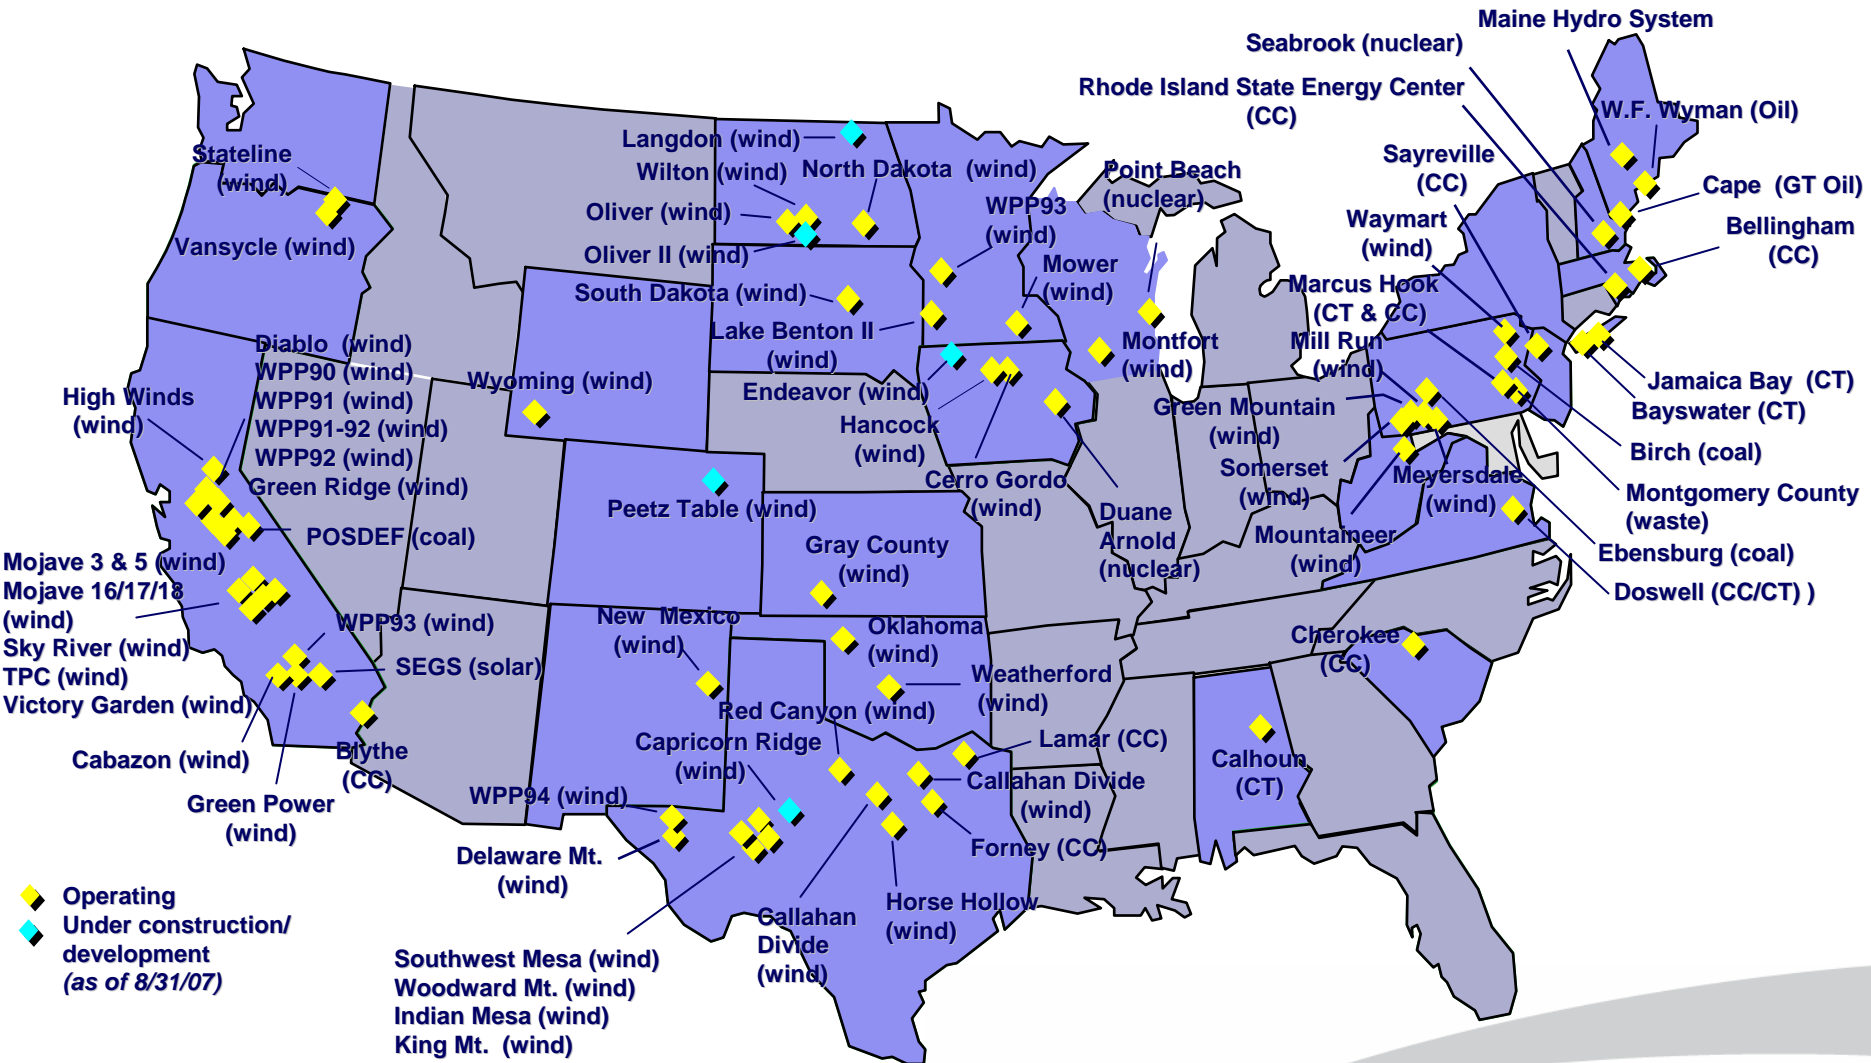 Maine Hydro System
Seabrook (nuclear)
Rhode Island State Energy Center
(CC)
W.F. Wyman (Oil)
Langdon (wind)
Wilton (wind)
North Dakota (wind)
Point Beach
(nuclear)
Sayreville
(CC)
Cape (GT Oil)
Stateline
(wind)
Oliver (wind)
WPP93
(wind)
Waymart
(wind)
Bellingham
(CC)
Vansycle (wind)
Oliver II (wind)
Mower
(wind)
South Dakota (wind)
Marcus Hook
(CT & CC)
Lake Benton II
(wind)
Montfort
(wind)
Mill Run
(wind)
Diablo (wind)
WPP90 (wind)
WPP91 (wind)
WPP91-92 (wind)
WPP92 (wind)
Green Ridge (wind)
High Winds
(wind)
Wyoming (wind)
Endeavor (wind)
Hancock
(wind)
Green Mountain
(wind)
Jamaica Bay (CT)
Bayswater (CT)
Birch (coal)
Cerro Gordo
(wind)
Somerset
(wind)
Meyersdale
(wind)
Montgomery County
(waste)
Peetz Table (wind)
Duane
Arnold
(nuclear)
Mountaineer
(wind)
Ebensburg (coal)
POSDEF (coal)
Gray County
(wind)
Doswell (CC/CT) )
Mojave 3 & 5 (wind)
Mojave 16/17/18
(wind)
Sky River (wind)
TPC (wind)
Victory Garden (wind)
WPP93 (wind)
SEGS (solar)
New Mexico
(wind)
Oklahoma
(wind)
Cherokee
(CC)
Weatherford
(wind)
Red Canyon (wind)
Cabazon (wind)
Blythe
(CC)
Capricorn Ridge
(wind)
Lamar (CC)
Calhoun
(CT)
Green Power
(wind)
WPP94 (wind)
Callahan Divide
(wind)
Delaware Mt.
(wind)
Forney (CC)
Operating
Under construction/
development
(as of 8/31/07)
Callahan
Divide
(wind)
Horse Hollow
(wind)
Southwest Mesa (wind)
Woodward Mt. (wind)
Indian Mesa (wind)
King Mt. (wind)